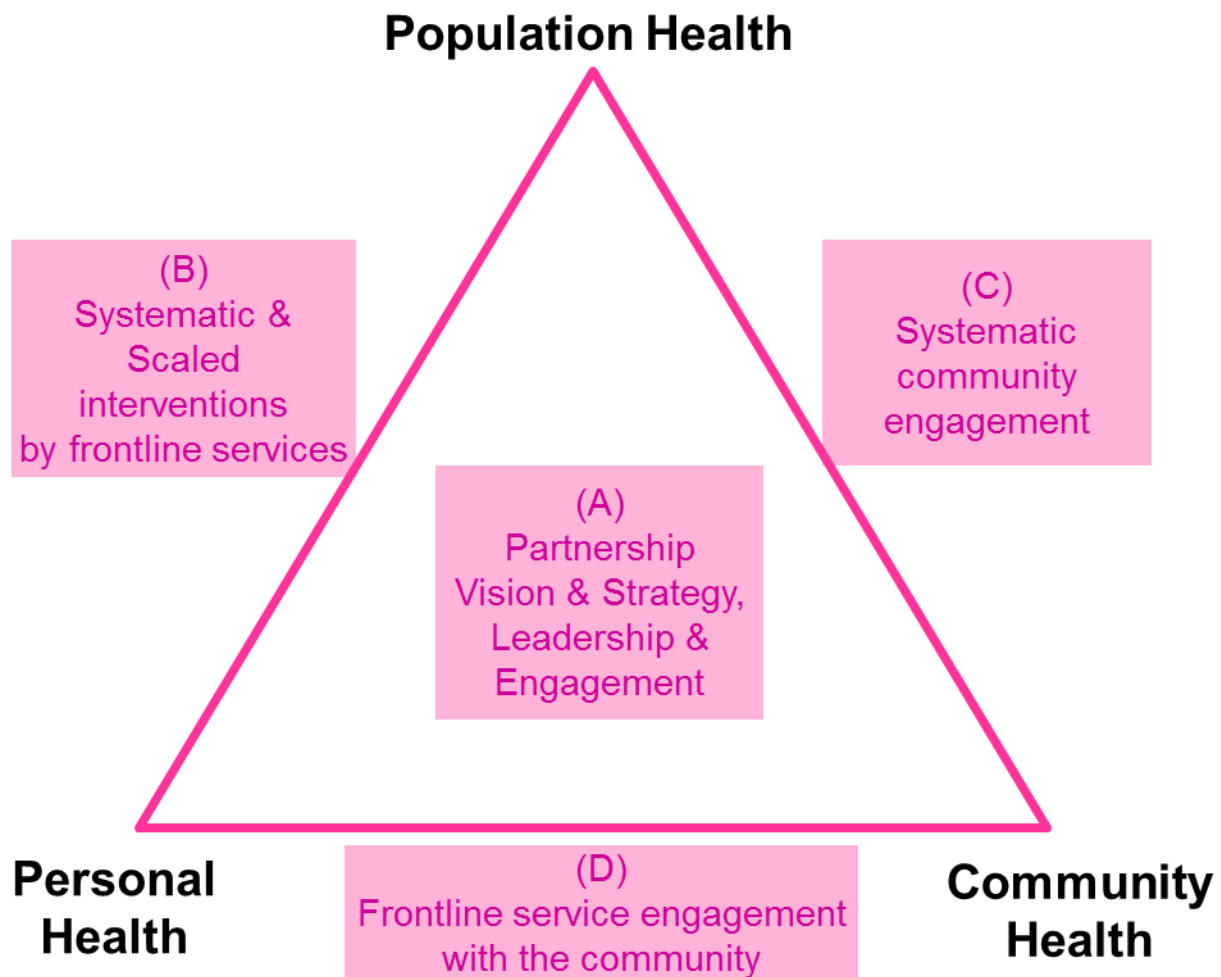 Population Health
(B)
Systematic &
Scaled
interventions
by frontline services
(C)
Systematic
community
engagement
(A)
Partnership
Vision & Strategy,
Leadership &
Engagement
Personal
Health
(D)
Frontline service engagement
with the community
Community
Health